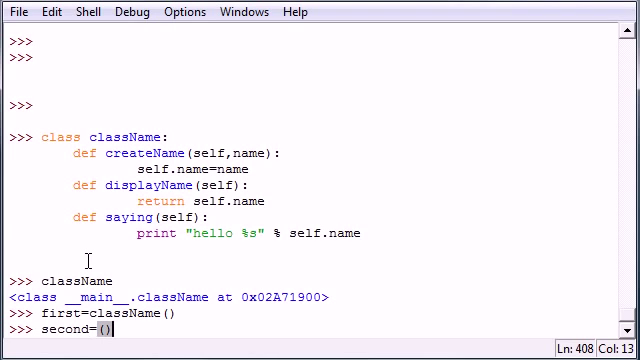 File Edit Shell Debug Options Windows Help
>>>
>>>
>>>
>>> class className:
def createName(self,name):
self.name=name
def displayName(self):
return self.name
def saying(self):
print "hello %s" % self.name
>>> className
<class __main__.className at 0x02A71900>
>>> first=className()
>>> second=()
Ln: 408 Col: 13